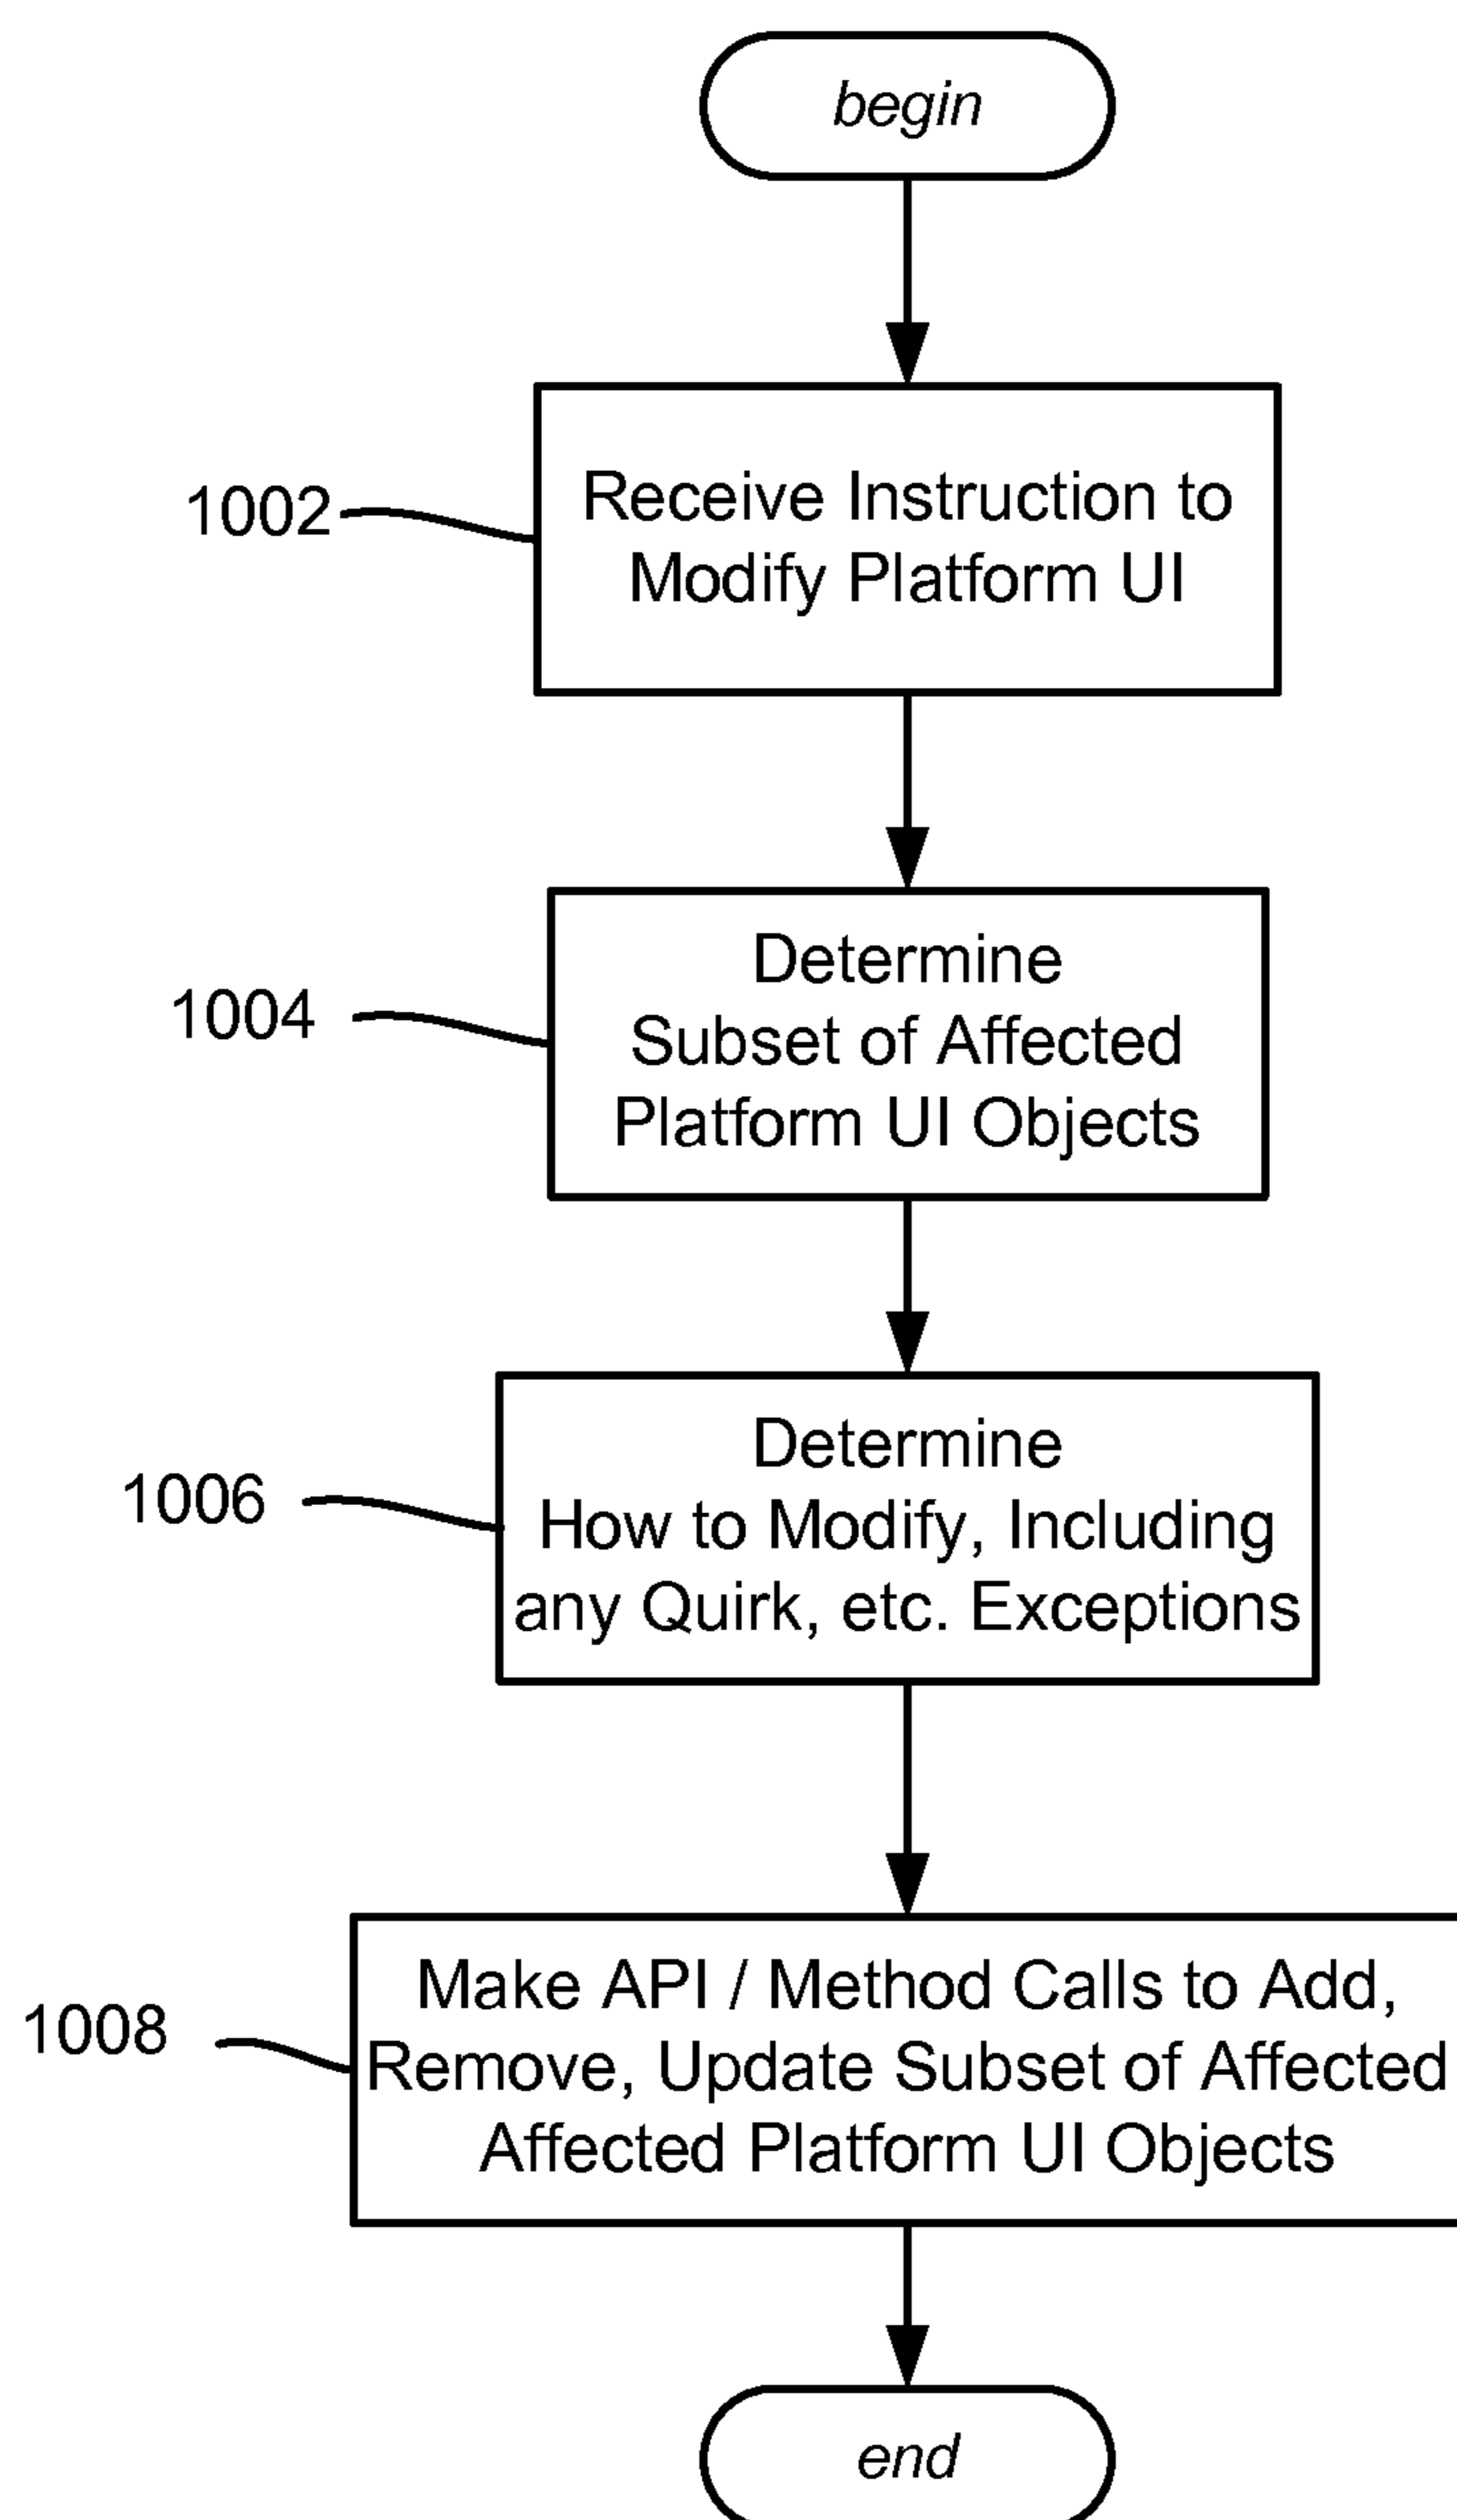 begin
1002
Receive Instruction to
Modify Platform UI
1004
Determine
Subset of Affected
Platform UI Objects
1006
Determine
How to Modify, Including
any Quirk, etc. Exceptions
1008
Make API / Method Calls to Add,
Remove, Update Subset of Affected
Affected Platform UI Objects
end